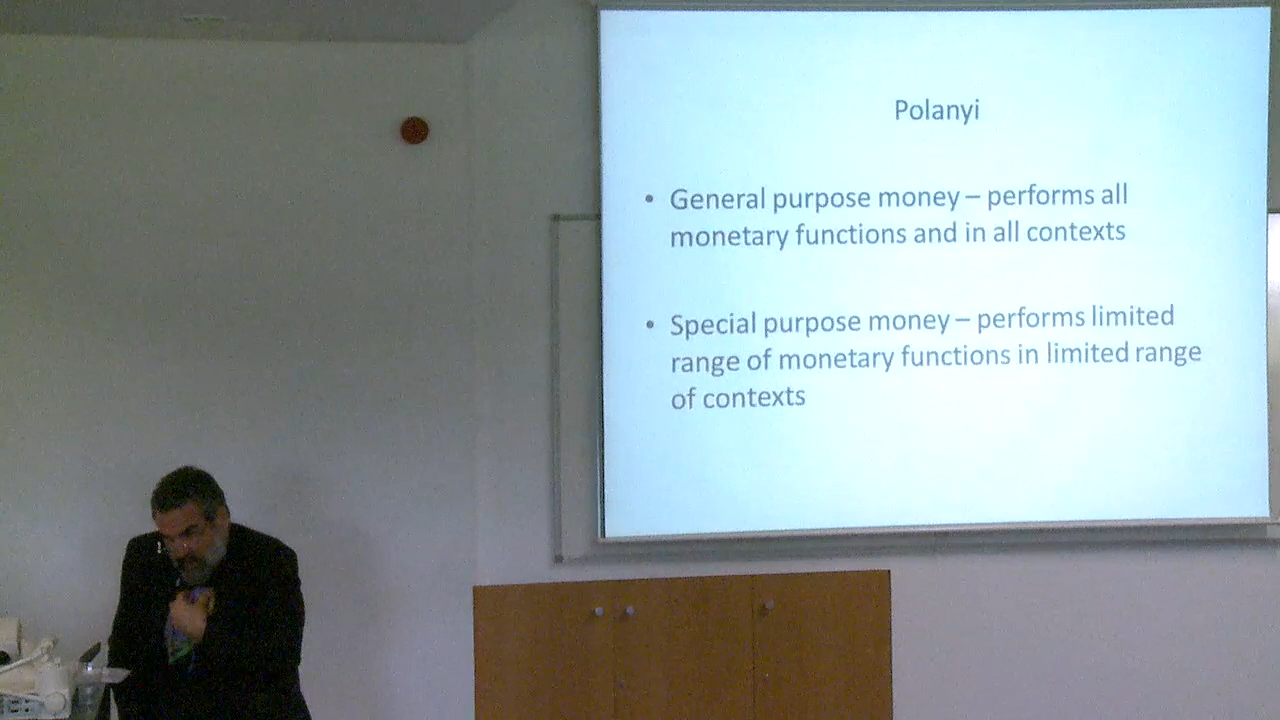 Polanyi
• General purpose money – performs all
monetary functions and in all contexts
• Special purpose money – performs limited
range of monetary functions in limited range
of contexts